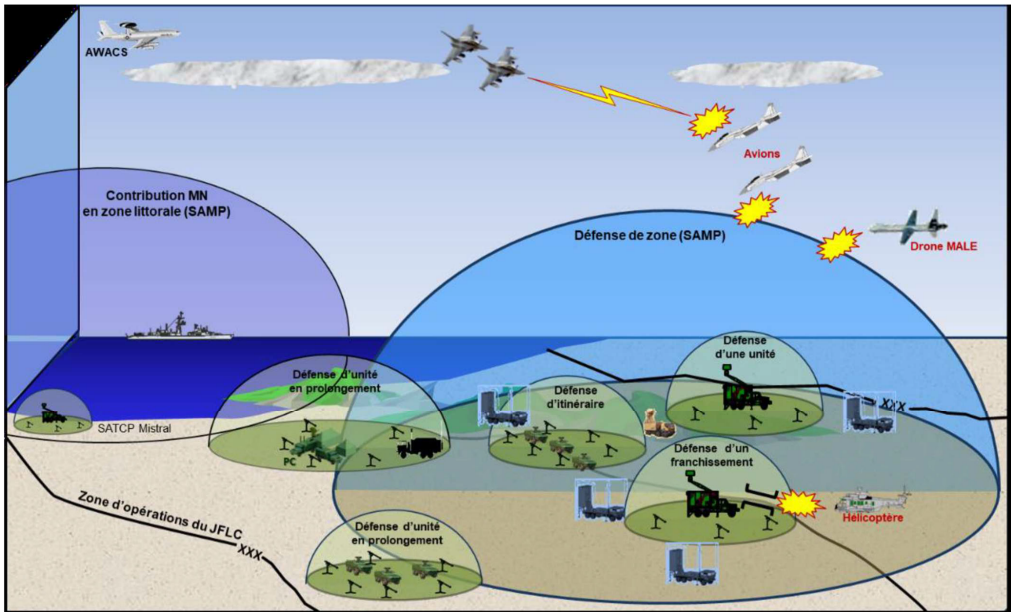 AWACS
Avions
Contribution MN
en zone littorale (SAMP)
Défense de zone (SAMP)
Drone MALE
Défense
d'une unité
Défense d'unité
en prolongement
Défense
d'itinéraire
XXX
SATCP Mistral
PC
Défense d'un
franchissement
Zone d'opérations du JFLC
XXX
Hélicoptère
Défense d'unité
en prolongement